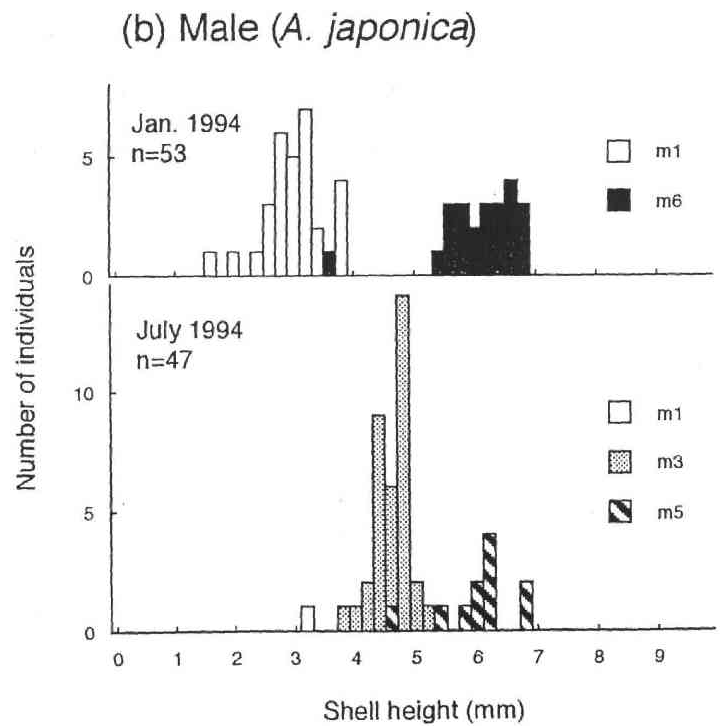 (b) Male (A. japonica)
Jan. 1994
n=53
m1
m6
5
0
July 1994
n=47
m1
m3
m5
10
5
0
0 1 2 3 4 5 6 7 8 9
Number of individuals
Shell height (mm)